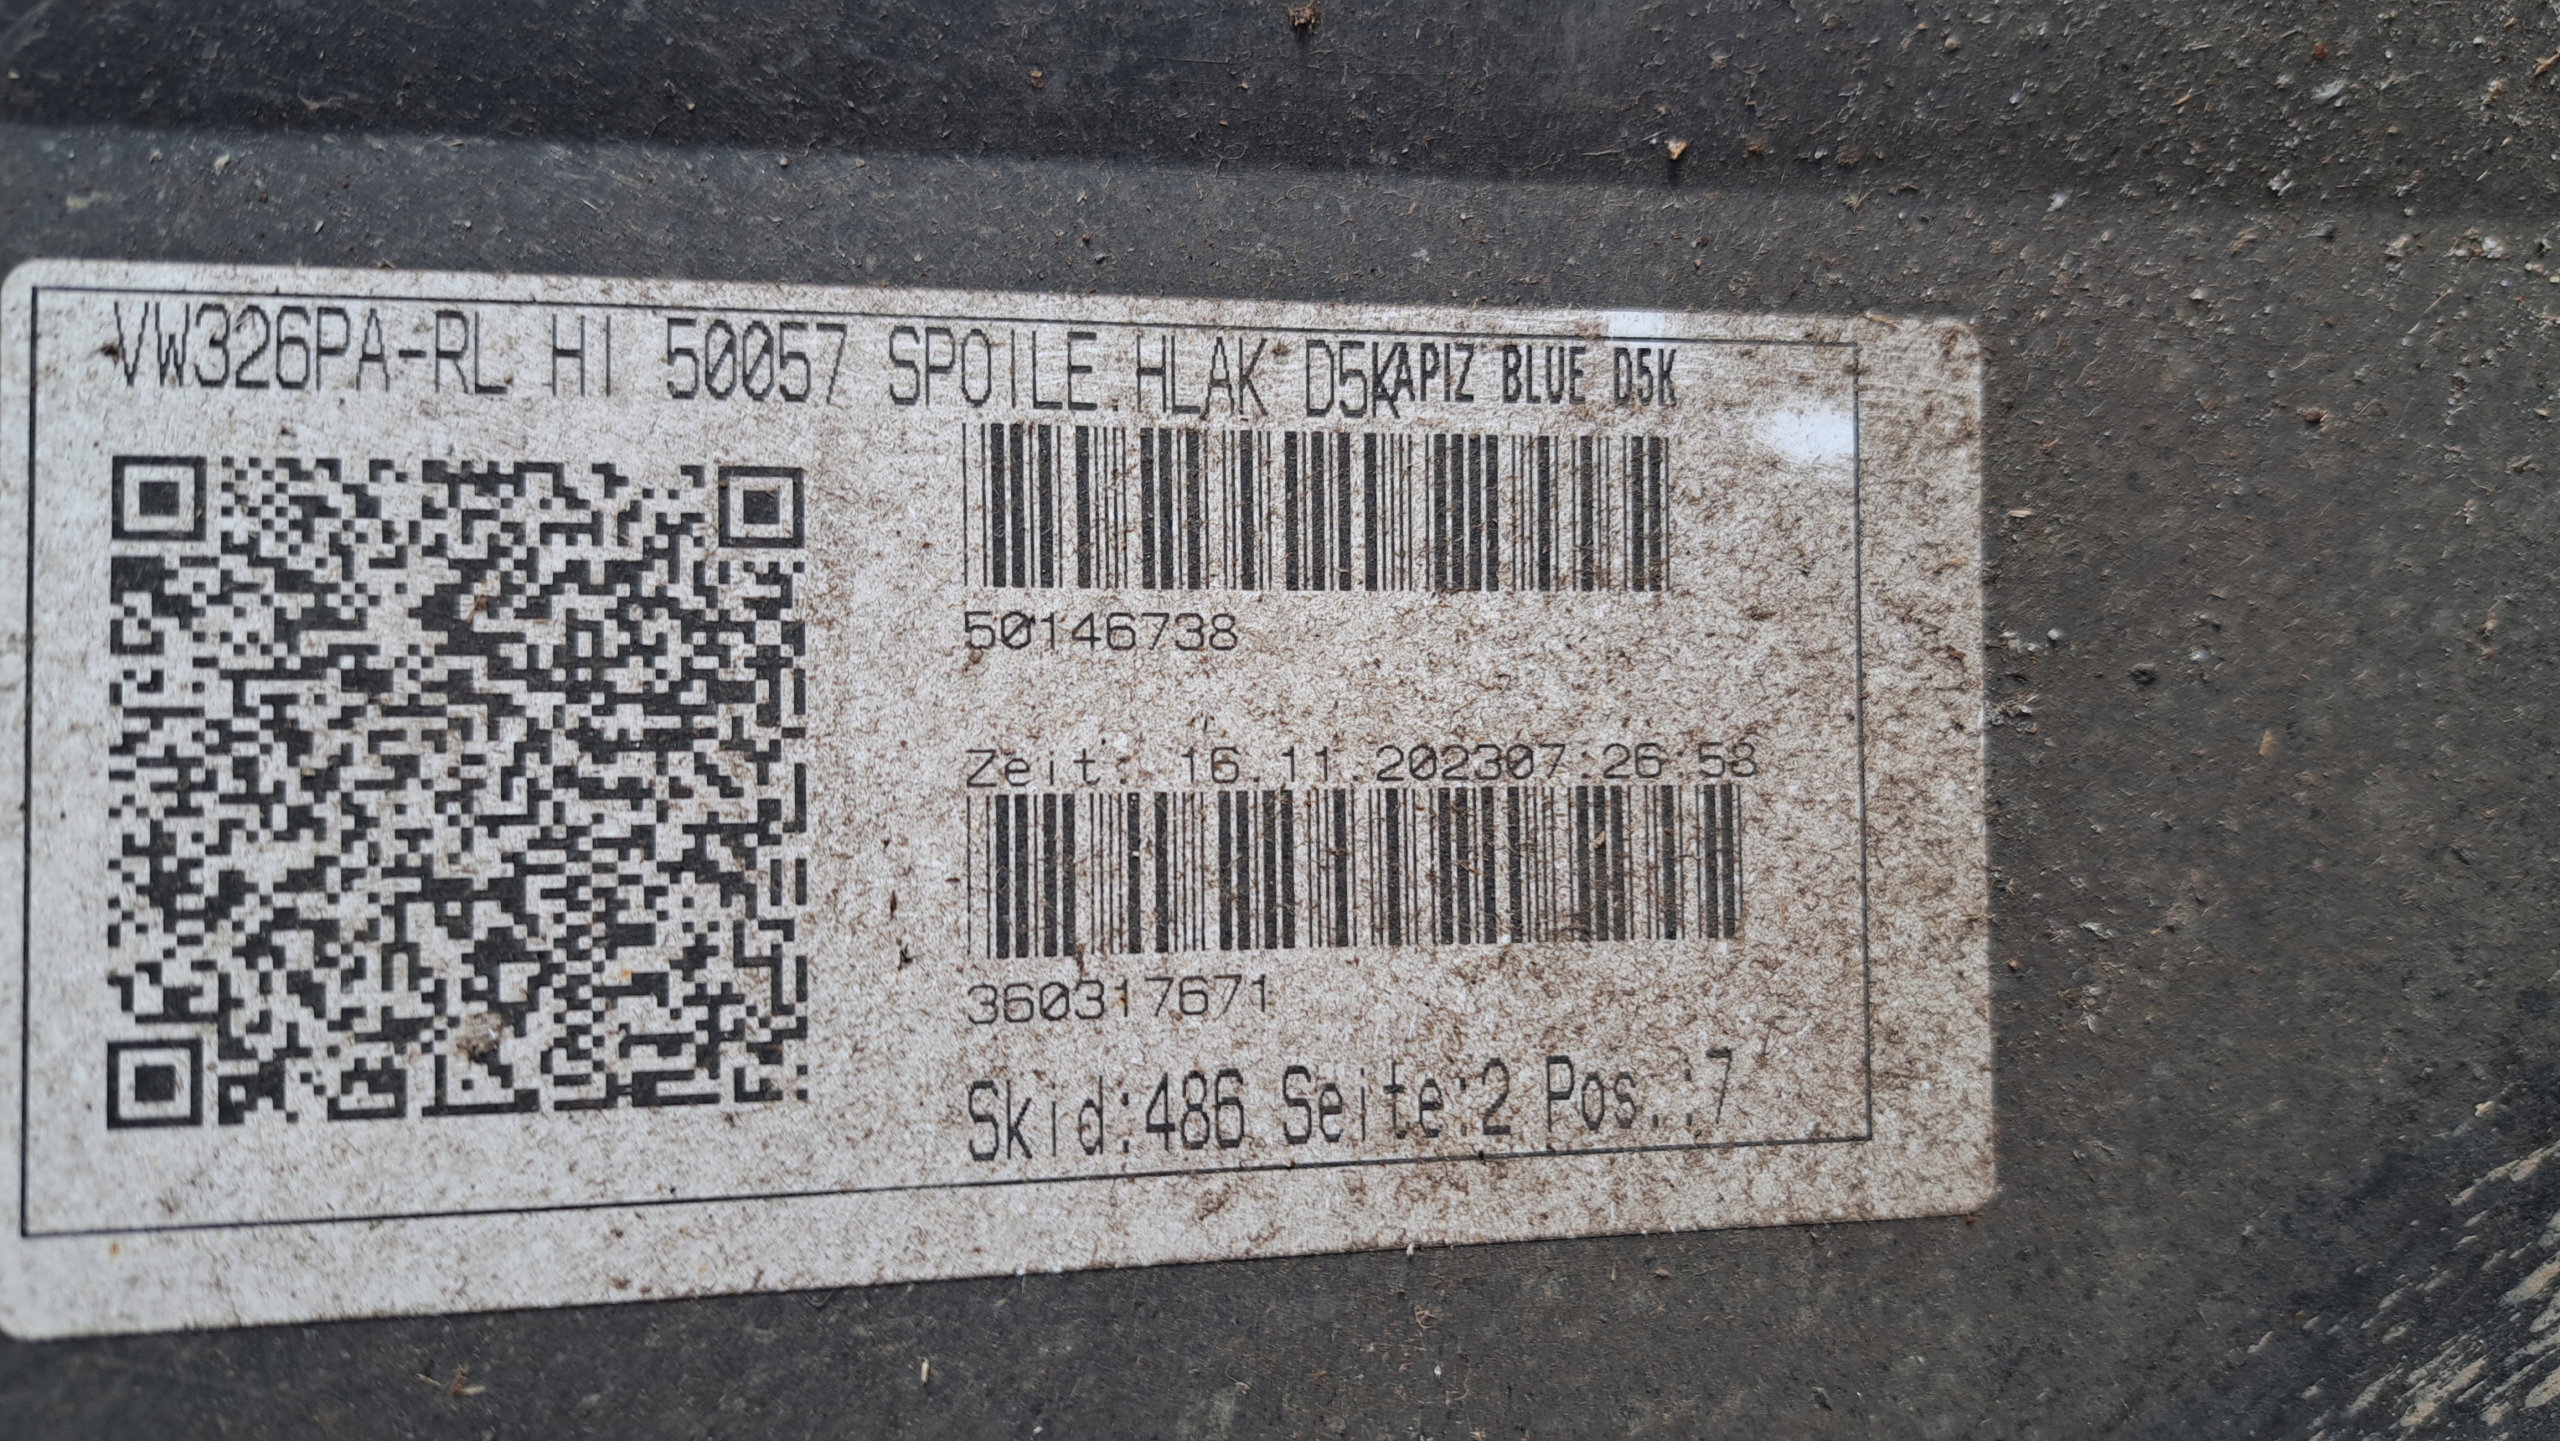 VW326PA-RL HI 50057 SPOILE.HLAK D5K APIZ BLUE D5K
50146738
Zeit: 16.11.202307:26:58
360317671
Skid:486 Seite:2 Pos.:7